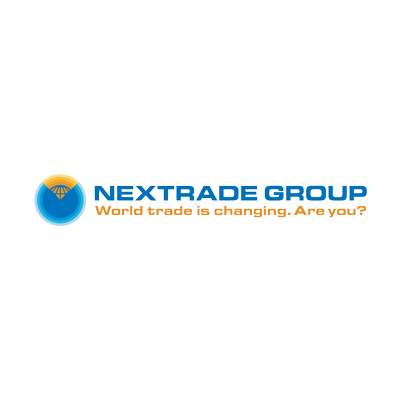 NEXTRADE GROUP
World trade is changing. Are you?